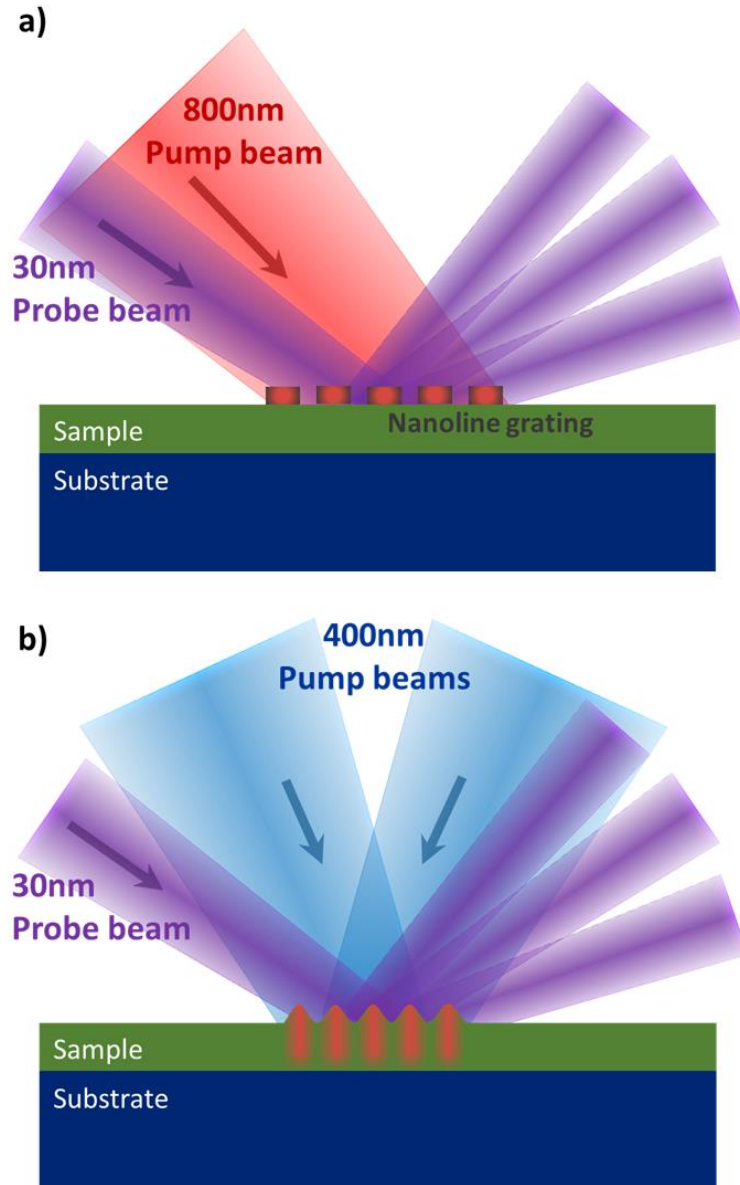 a)
800nm
Pump beam
30nm
Probe beam
Nanoline grating
Sample
Substrate
b)
400nm
Pump beams
30nm
Probe beam
Sample
Substrate